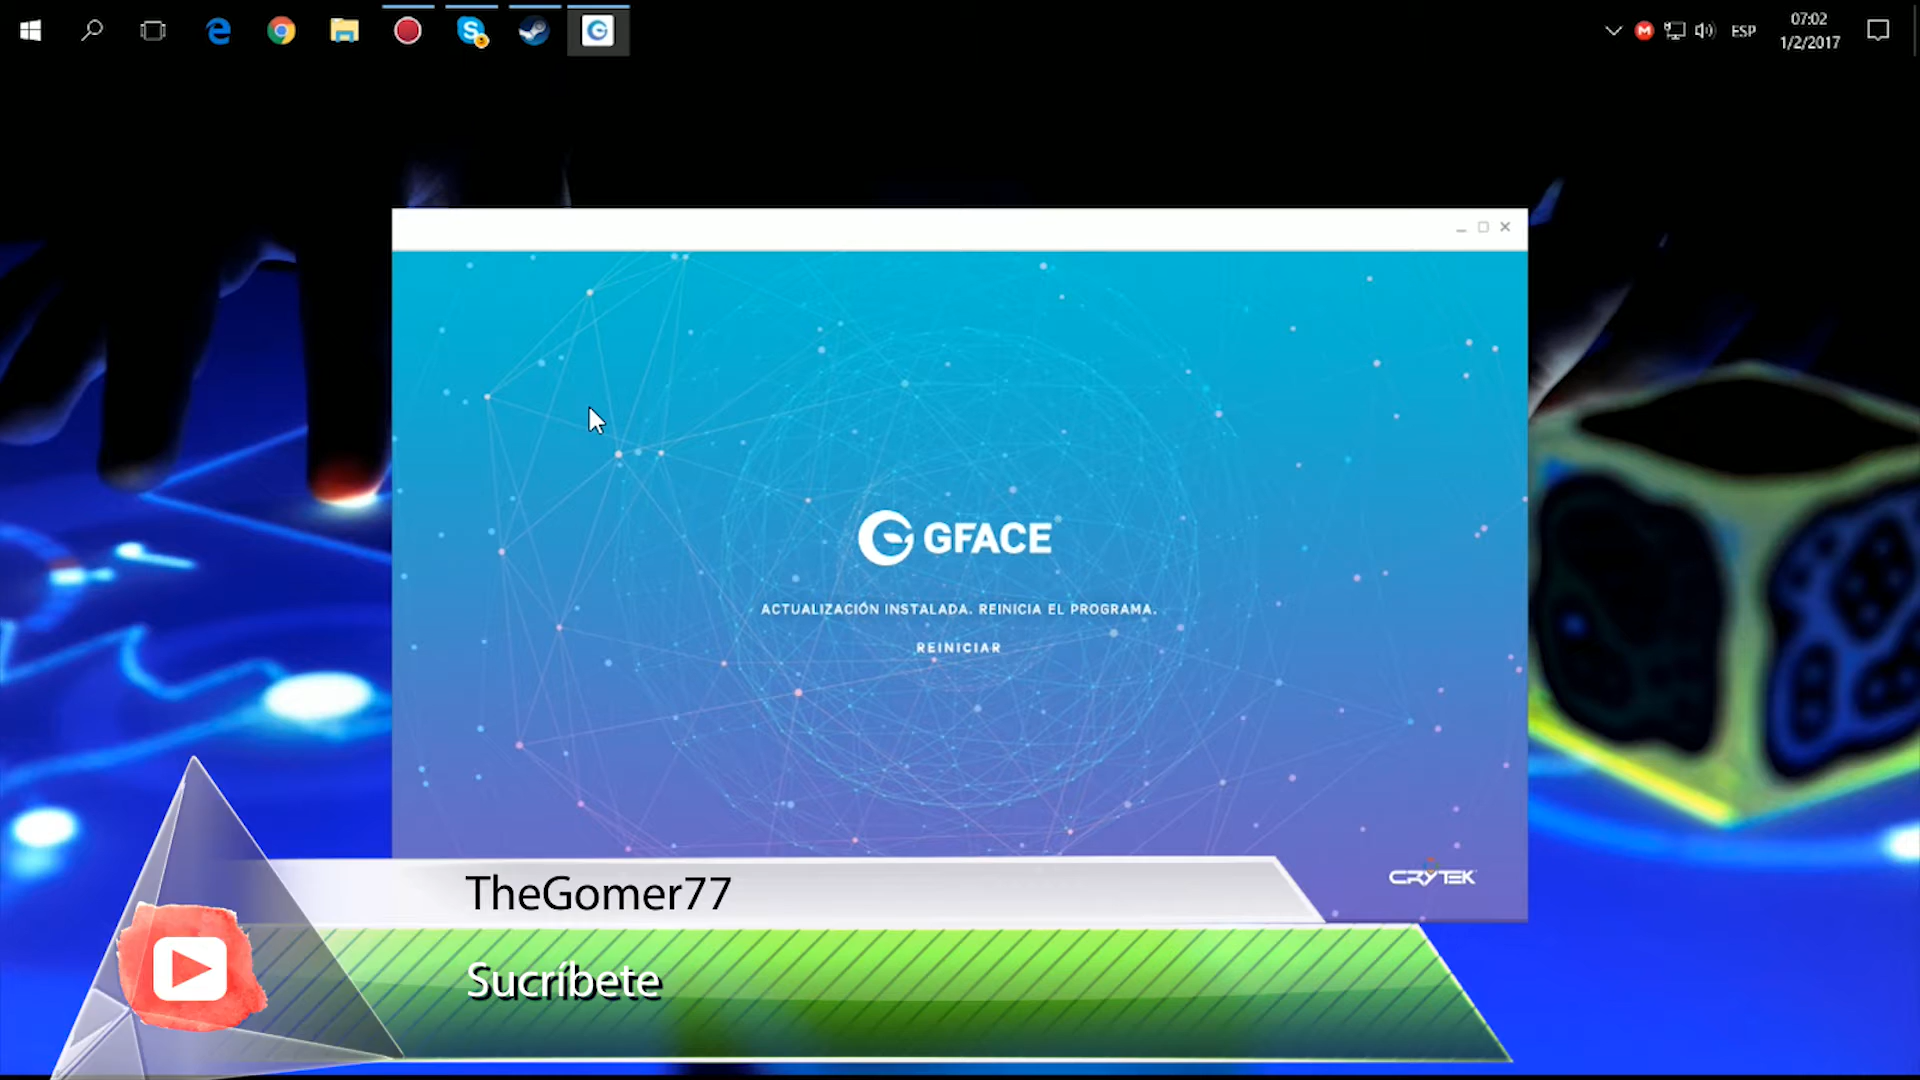 ESP
07:02
1/2/2017
GFACE
ACTUALIZACIÓN INSTALADA. REINICIA EL PROGRAMA.
REINICIAR
CRYTEK
TheGomer77
Sucríbete